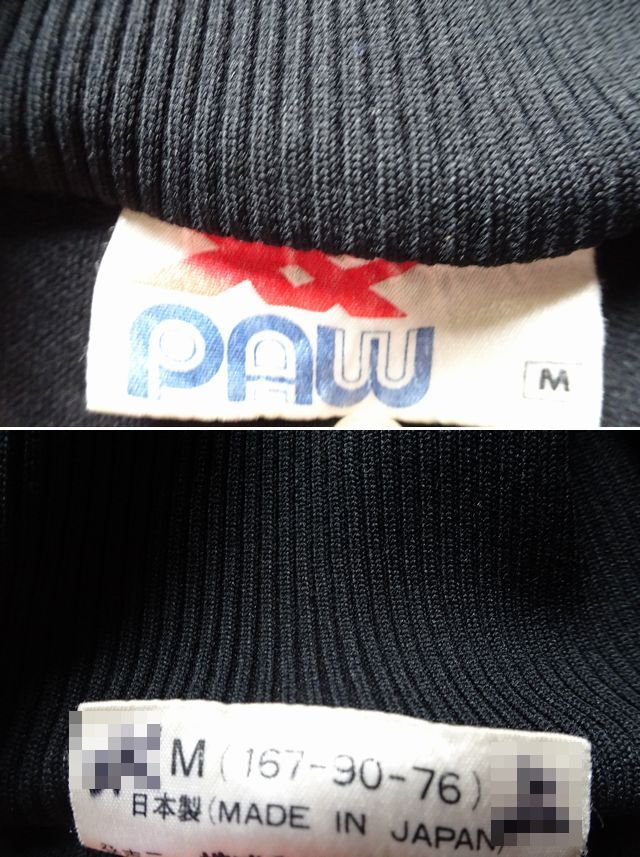 PAW
M
M (167-90-76)
日本製(MADE IN JAPAN)